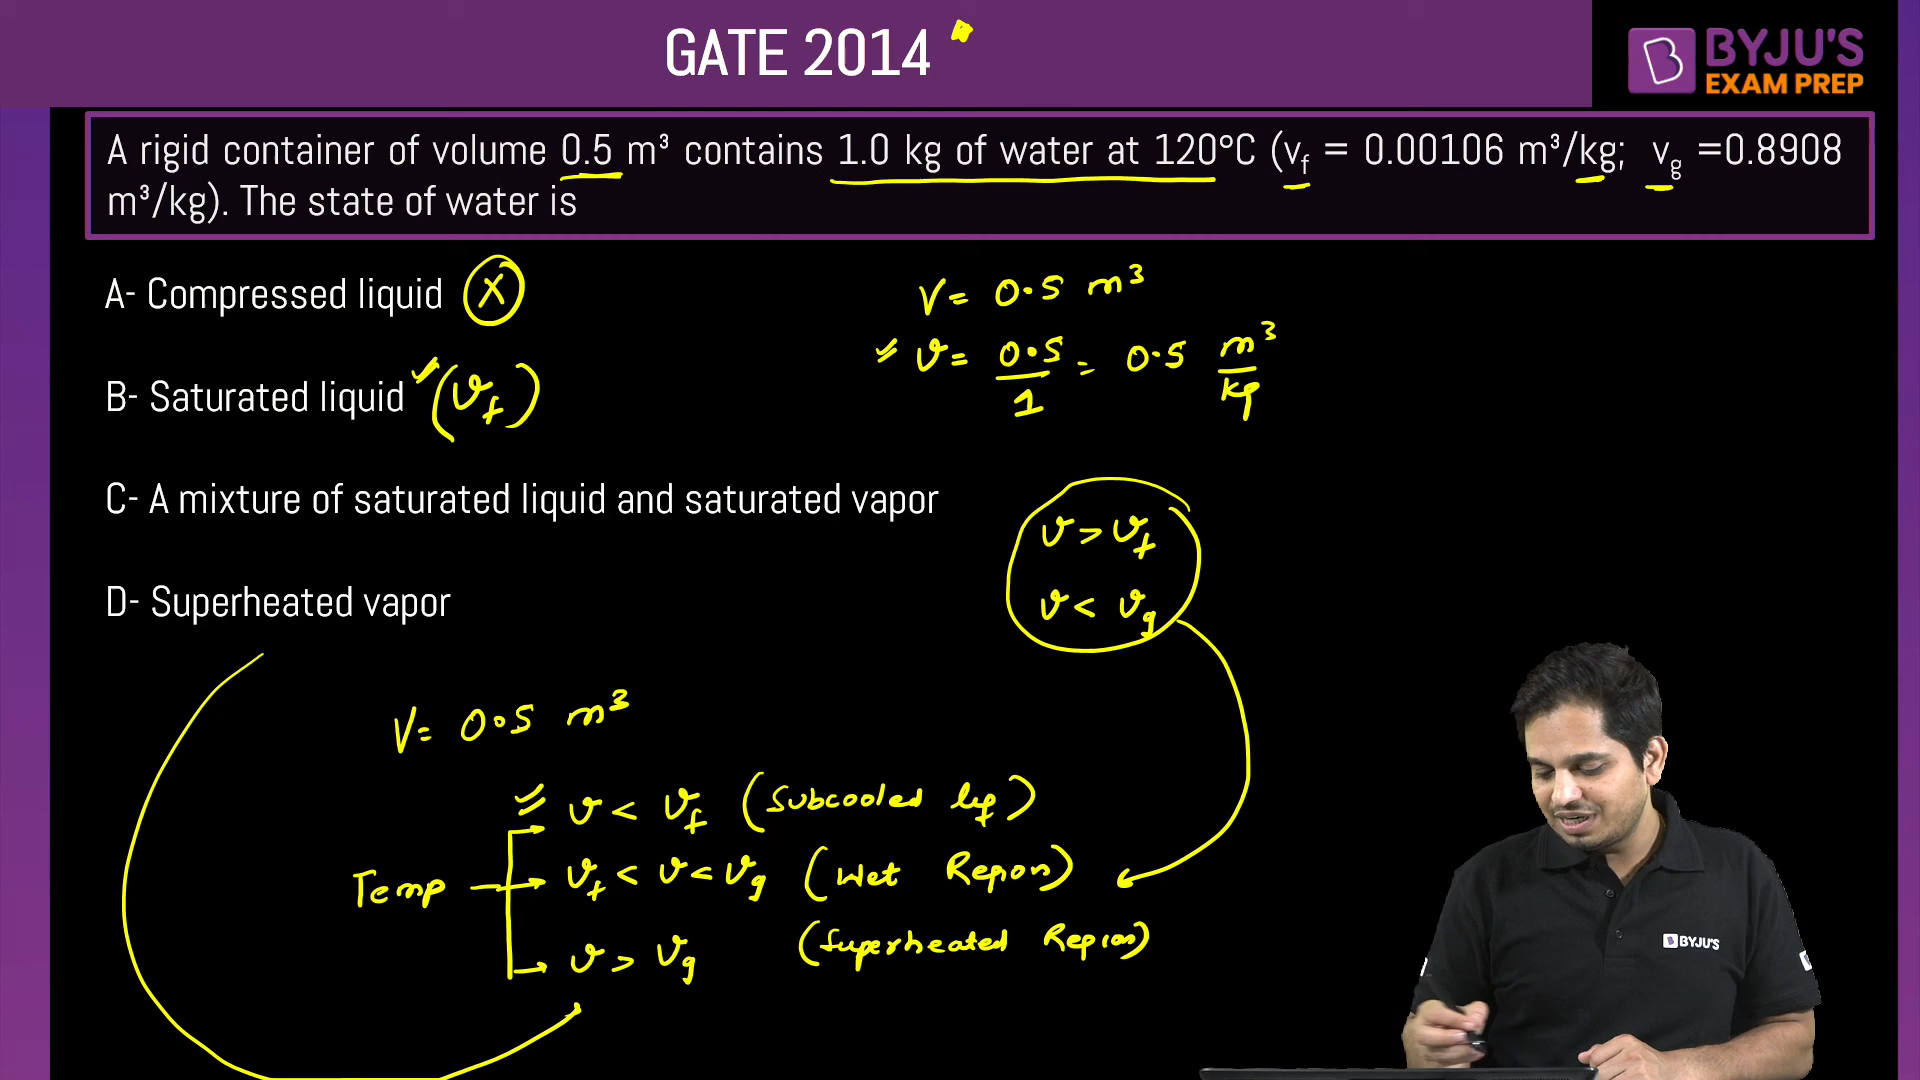 GATE 2014
BYJU'S
EXAM PREP
A rigid container of volume 0.5 m³ contains 1.0 kg of water at 120°C (vf = 0.00106 m³/kg; vg =0.8908
m³/kg). The state of water is
A- Compressed liquid X
V= 0.5 m³
v= 0.5/1 = 0.5 m³/kg
B- Saturated liquid (vf)
C- A mixture of saturated liquid and saturated vapor
v > vf
v < vg
D- Superheated vapor
V= 0.5 m³
v < vf (Subcooled liq)
Temp
vf < v < vg (Wet Region)
v > vg (Superheated Region)
BYJU'S